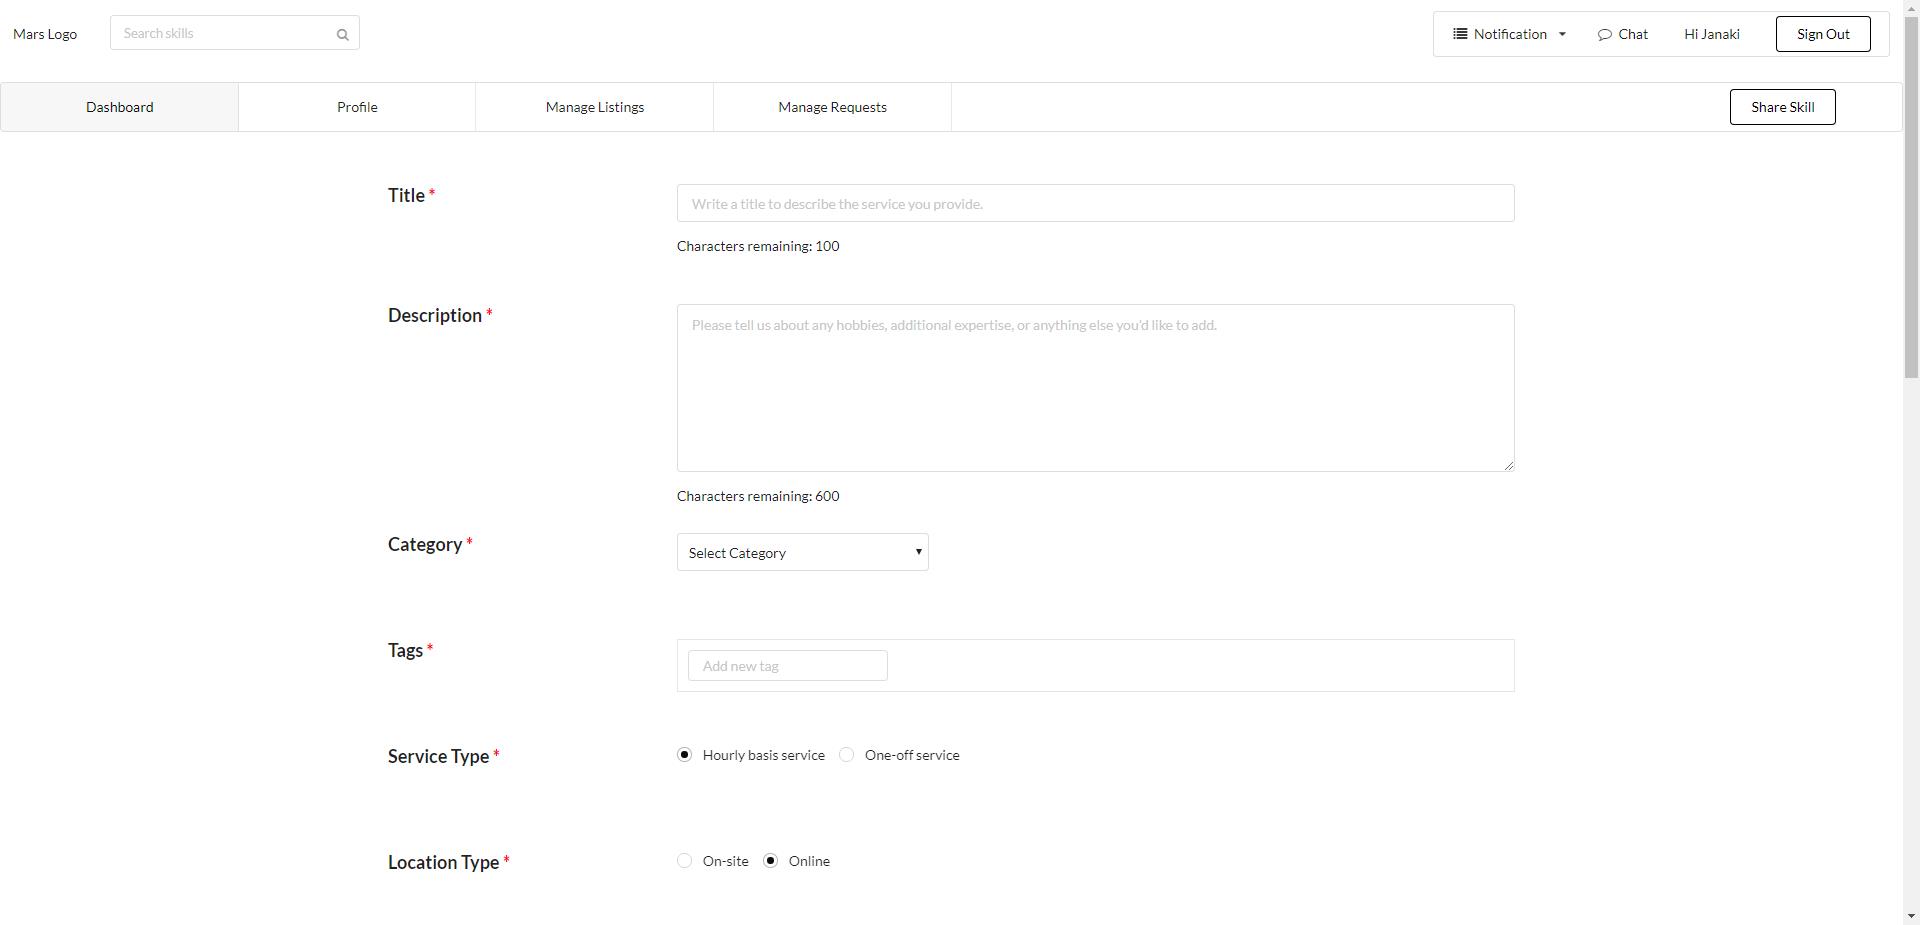 Mars Logo
Search skills
Notification
Chat
Hi Janaki
Sign Out
Dashboard
Profile
Manage Listings
Manage Requests
Share Skill
Title *
Write a title to describe the service you provide.
Characters remaining: 100
Description *
Please tell us about any hobbies, additional expertise, or anything else you'd like to add.
Characters remaining: 600
Category *
Select Category
Tags *
Add new tag
Service Type *
Hourly basis service
One-off service
Location Type *
On-site
Online